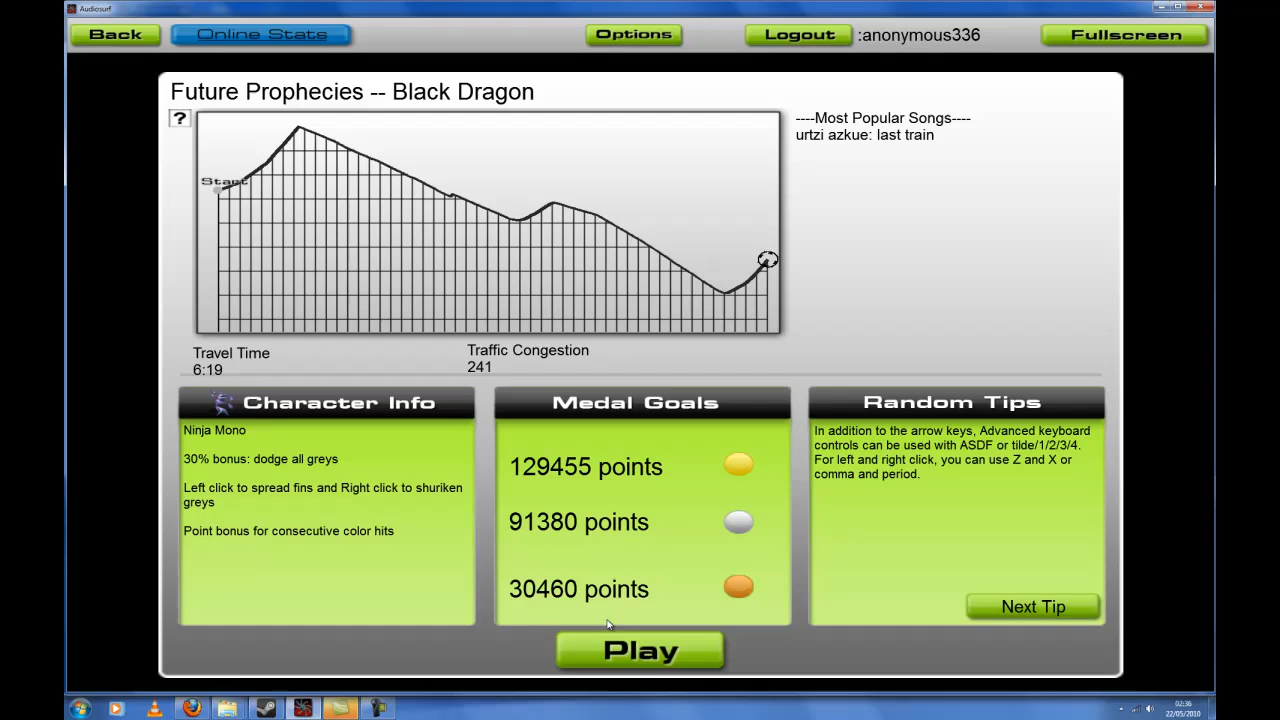 Audiosurf
Back
Online Stats
Options
Logout
:anonymous336
Fullscreen
Future Prophecies -- Black Dragon
?
Start
----Most Popular Songs----
urtzi azkue: last train
Travel Time
6:19
Traffic Congestion
241
Character Info
Ninja Mono
30% bonus: dodge all greys
Left click to spread fins and Right click to shuriken
greys
Point bonus for consecutive color hits
Medal Goals
129455 points
91380 points
30460 points
Random Tips
In addition to the arrow keys, Advanced keyboard
controls can be used with ASDF or tilde/1/2/3/4.
For left and right click, you can use Z and X or
comma and period.
Next Tip
Play
02:36
22/05/2010